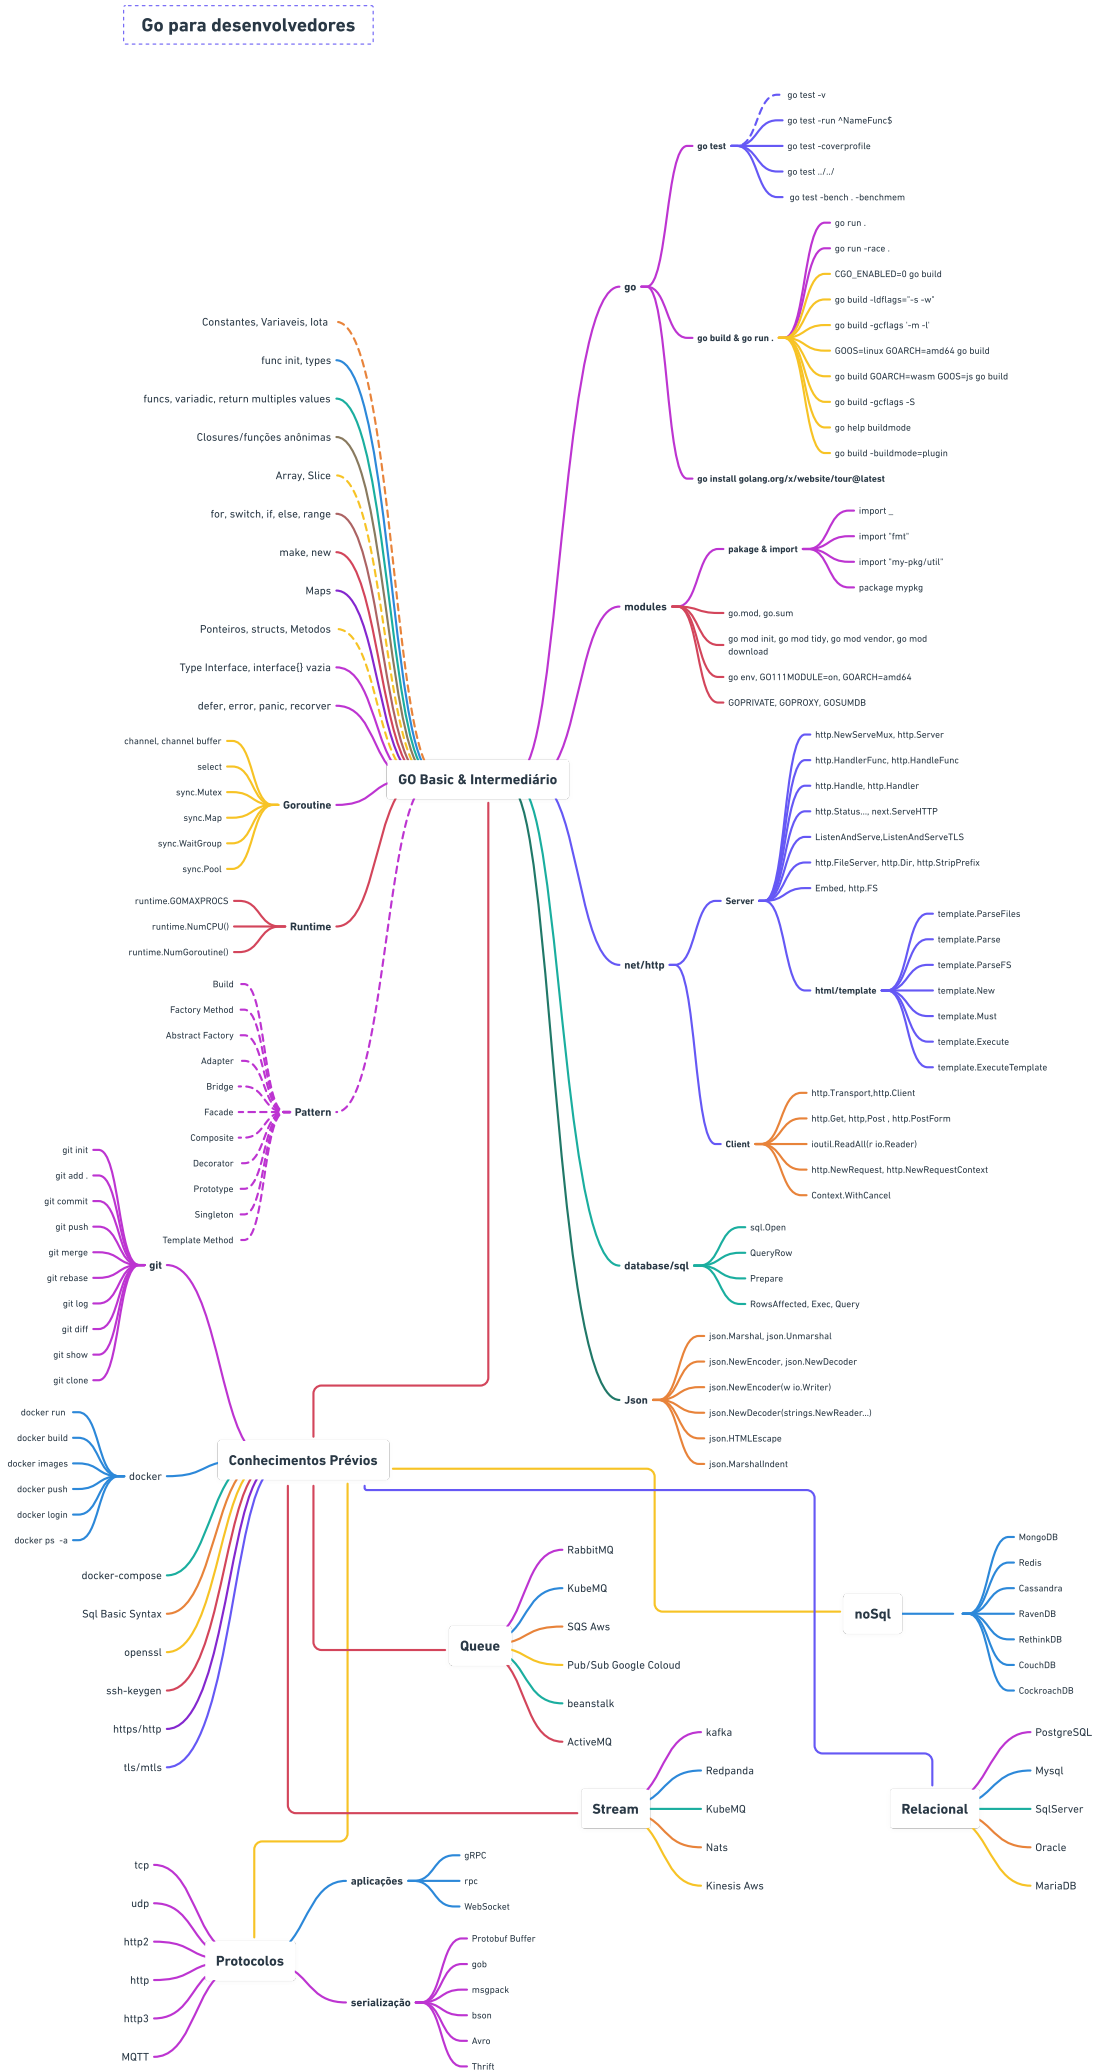 Go para desenvolvedores
go test -v
go test -run ^NameFunc$
go test
go test -coverprofile
go test ../../
go test -bench . -benchmem
go run .
go run -race .
CGO_ENABLED=0 go build
go
go build -ldflags="-s -w"
go build -gcflags '-m -l'
go build & go run .
GOOS=linux GOARCH=amd64 go build
go build GOARCH=wasm GOOS=js go build
go build -gcflags -S
go help buildmode
go build -buildmode=plugin
go install golang.org/x/website/tour@latest
Constantes, Variaveis, Iota
func init, types
funcs, variadic, return multiples values
Closures/funções anônimas
Array, Slice
for, switch, if, else, range
make, new
Maps
Ponteiros, structs, Metodos
Type Interface, interface{} vazia
defer, error, panic, recorver
import _
import "fmt"
pakage & import
import "my-pkg/util"
package mypkg
modules
go.mod, go.sum
go mod init, go mod tidy, go mod vendor, go mod
download
go env, GO111MODULE=on, GOARCH=amd64
GOPRIVATE, GOPROXY, GOSUMDB
GO Basic & Intermediário
channel, channel buffer
select
sync.Mutex
Goroutine
sync.Map
sync.WaitGroup
sync.Pool
runtime.GOMAXPROCS
runtime.NumCPU()
Runtime
runtime.NumGoroutine()
http.NewServeMux, http.Server
http.HandlerFunc, http.HandleFunc
http.Handle, http.Handler
http.Status..., next.ServeHTTP
ListenAndServe,ListenAndServeTLS
http.FileServer, http.Dir, http.StripPrefix
Embed, http.FS
Server
template.ParseFiles
template.Parse
net/http
template.ParseFS
html/template
template.New
template.Must
template.Execute
template.ExecuteTemplate
Build
Factory Method
Abstract Factory
Adapter
Bridge
Facade
Pattern
Composite
Decorator
Prototype
Singleton
Template Method
http.Transport,http.Client
http.Get, http,Post , http.PostForm
Client
ioutil.ReadAll(r io.Reader)
http.NewRequest, http.NewRequestContext
Context.WithCancel
git init
git add .
git commit
git push
git merge
git
git rebase
git log
git diff
git show
git clone
sql.Open
QueryRow
database/sql
Prepare
RowsAffected, Exec, Query
json.Marshal, json.Unmarshal
json.NewEncoder, json.NewDecoder
json.NewEncoder(w io.Writer)
Json
json.NewDecoder(strings.NewReader...)
json.HTMLEscape
json.MarshalIndent
docker run
docker build
docker images
docker
docker push
docker login
docker ps  -a
Conhecimentos Prévios
docker-compose
Sql Basic Syntax
openssl
ssh-keygen
https/http
tls/mtls
RabbitMQ
KubeMQ
SQS Aws
Queue
Pub/Sub Google Coloud
beanstalk
ActiveMQ
MongoDB
Redis
Cassandra
noSql
RavenDB
RethinkDB
CouchDB
CockroachDB
kafka
Redpanda
Stream
KubeMQ
Nats
Kinesis Aws
PostgreSQL
Mysql
Relacional
SqlServer
Oracle
MariaDB
tcp
udp
http2
Protocolos
http
http3
MQTT
gRPC
aplicações
rpc
WebSocket
Protobuf Buffer
gob
msgpack
serialização
bson
Avro
Thrift